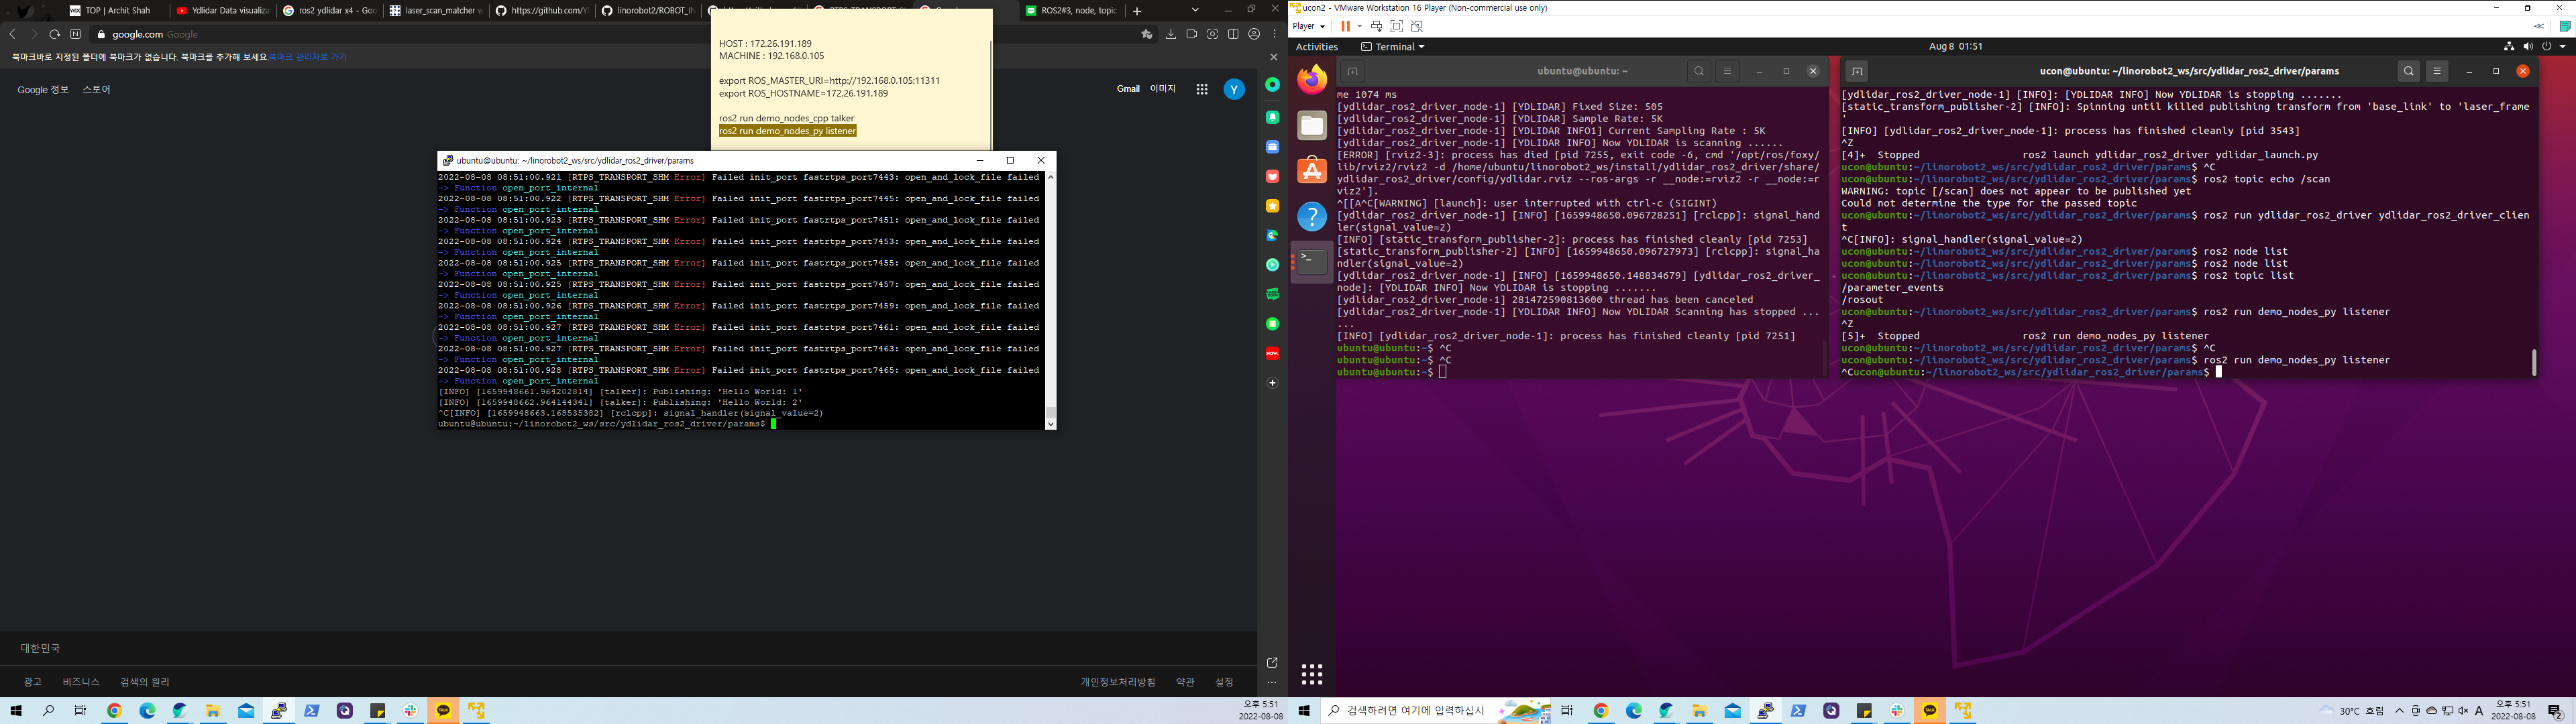 TOP | Archit Shah
Ydlidar Data visualiza
ros2 ydlidar x4 - Goo
laser_scan_matcher
https://github.com/Y
linorobot2/ROBOT_IN
ROS2#3, node, topic
google.com Google
북마크바로 지정된 폴더에 북마크가 없습니다. 북마크를 추가해 보세요.북마크 관리자로 가기
Google 정보 스토어
Gmail 이미지
Y
HOST : 172.26.191.189
MACHINE : 192.168.0.105
export ROS_MASTER_URI=http://192.168.0.105:11311
export ROS_HOSTNAME=172.26.191.189
ros2 run demo_nodes_cpp talker
ros2 run demo_nodes_py listener
ubuntu@ubuntu: ~/linorobot2_ws/src/ydlidar_ros2_driver/params
2022-08-08 08:51:00.921 [RTPS_TRANSPORT_SHM Error] Failed init_port fastrtps_port7443: open_and_lock_file failed
-> Function open_port_internal
2022-08-08 08:51:00.922 [RTPS_TRANSPORT_SHM Error] Failed init_port fastrtps_port7445: open_and_lock_file failed
-> Function open_port_internal
2022-08-08 08:51:00.923 [RTPS_TRANSPORT_SHM Error] Failed init_port fastrtps_port7451: open_and_lock_file failed
-> Function open_port_internal
2022-08-08 08:51:00.924 [RTPS_TRANSPORT_SHM Error] Failed init_port fastrtps_port7453: open_and_lock_file failed
-> Function open_port_internal
2022-08-08 08:51:00.925 [RTPS_TRANSPORT_SHM Error] Failed init_port fastrtps_port7455: open_and_lock_file failed
-> Function open_port_internal
2022-08-08 08:51:00.925 [RTPS_TRANSPORT_SHM Error] Failed init_port fastrtps_port7457: open_and_lock_file failed
-> Function open_port_internal
2022-08-08 08:51:00.926 [RTPS_TRANSPORT_SHM Error] Failed init_port fastrtps_port7459: open_and_lock_file failed
-> Function open_port_internal
2022-08-08 08:51:00.927 [RTPS_TRANSPORT_SHM Error] Failed init_port fastrtps_port7461: open_and_lock_file failed
-> Function open_port_internal
2022-08-08 08:51:00.927 [RTPS_TRANSPORT_SHM Error] Failed init_port fastrtps_port7463: open_and_lock_file failed
-> Function open_port_internal
2022-08-08 08:51:00.928 [RTPS_TRANSPORT_SHM Error] Failed init_port fastrtps_port7465: open_and_lock_file failed
-> Function open_port_internal
[INFO] [1659948661.964202814] [talker]: Publishing: 'Hello World: 1'
[INFO] [1659948662.964144341] [talker]: Publishing: 'Hello World: 2'
^C[INFO] [1659948663.168535382] [rclcpp]: signal_handler(signal_value=2)
ubuntu@ubuntu:~/linorobot2_ws/src/ydlidar_ros2_driver/params$
대한민국
광고 비즈니스 검색의 원리
개인정보처리방침 약관 설정
오후 5:51
2022-08-08
ucon2 - VMware Workstation 16 Player (Non-commercial use only)
Player
Activities
Terminal
Aug 8 01:51
ubuntu@ubuntu: ~
me 1074 ms
[ydlidar_ros2_driver_node-1] [YDLIDAR] Fixed Size: 505
[ydlidar_ros2_driver_node-1] [YDLIDAR] Sample Rate: 5K
[ydlidar_ros2_driver_node-1] [YDLIDAR INFO1] Current Sampling Rate : 5K
[ydlidar_ros2_driver_node-1] [YDLIDAR INFO] Now YDLIDAR is scanning ......
[ERROR] [rviz2-3]: process has died [pid 7255, exit code -6, cmd '/opt/ros/foxy/
lib/rviz2/rviz2 -d /home/ubuntu/linorobot2_ws/install/ydlidar_ros2_driver/share/
ydlidar_ros2_driver/config/ydlidar.rviz --ros-args -r __node:=rviz2 -r __node:=r
viz2'].
^[[A^C[WARNING] [launch]: user interrupted with ctrl-c (SIGINT)
[ydlidar_ros2_driver_node-1] [INFO] [1659948650.096728251] [rclcpp]: signal_hand
ler(signal_value=2)
[INFO] [static_transform_publisher-2]: process has finished cleanly [pid 7253]
[static_transform_publisher-2] [INFO] [1659948650.096727973] [rclcpp]: signal_ha
ndler(signal_value=2)
[ydlidar_ros2_driver_node-1] [INFO] [1659948650.148834679] [ydlidar_ros2_driver_
node]: [YDLIDAR INFO] Now YDLIDAR is stopping .......
[ydlidar_ros2_driver_node-1] 281472590813600 thread has been canceled
[ydlidar_ros2_driver_node-1] [YDLIDAR INFO] Now YDLIDAR Scanning has stopped ...
...
[INFO] [ydlidar_ros2_driver_node-1]: process has finished cleanly [pid 7251]
ubuntu@ubuntu:~$ ^C
ubuntu@ubuntu:~$ ^C
ubuntu@ubuntu:~$
ucon@ubuntu: ~/linorobot2_ws/src/ydlidar_ros2_driver/params
[ydlidar_ros2_driver_node-1] [INFO]: [YDLIDAR INFO] Now YDLIDAR is stopping .......
[static_transform_publisher-2] [INFO]: Spinning until killed publishing transform from 'base_link' to 'laser_frame
'
[INFO] [ydlidar_ros2_driver_node-1]: process has finished cleanly [pid 3543]
^Z
[4]+ Stopped ros2 launch ydlidar_ros2_driver ydlidar_launch.py
ucon@ubuntu:~/linorobot2_ws/src/ydlidar_ros2_driver/params$ ^C
ucon@ubuntu:~/linorobot2_ws/src/ydlidar_ros2_driver/params$ ros2 topic echo /scan
WARNING: topic [/scan] does not appear to be published yet
Could not determine the type for the passed topic
ucon@ubuntu:~/linorobot2_ws/src/ydlidar_ros2_driver/params$ ros2 run ydlidar_ros2_driver ydlidar_ros2_driver_clien
t
^C[INFO]: signal_handler(signal_value=2)
ucon@ubuntu:~/linorobot2_ws/src/ydlidar_ros2_driver/params$ ros2 node list
ucon@ubuntu:~/linorobot2_ws/src/ydlidar_ros2_driver/params$ ros2 node list
ucon@ubuntu:~/linorobot2_ws/src/ydlidar_ros2_driver/params$ ros2 topic list
/parameter_events
/rosout
ucon@ubuntu:~/linorobot2_ws/src/ydlidar_ros2_driver/params$ ros2 run demo_nodes_py listener
^Z
[5]+ Stopped ros2 run demo_nodes_py listener
ucon@ubuntu:~/linorobot2_ws/src/ydlidar_ros2_driver/params$ ^C
ucon@ubuntu:~/linorobot2_ws/src/ydlidar_ros2_driver/params$ ros2 run demo_nodes_py listener
^Cucon@ubuntu:~/linorobot2_ws/src/ydlidar_ros2_driver/params$
검색하려면 여기에 입력하십시
30°C 흐림
A
오후 5:51
2022-08-08